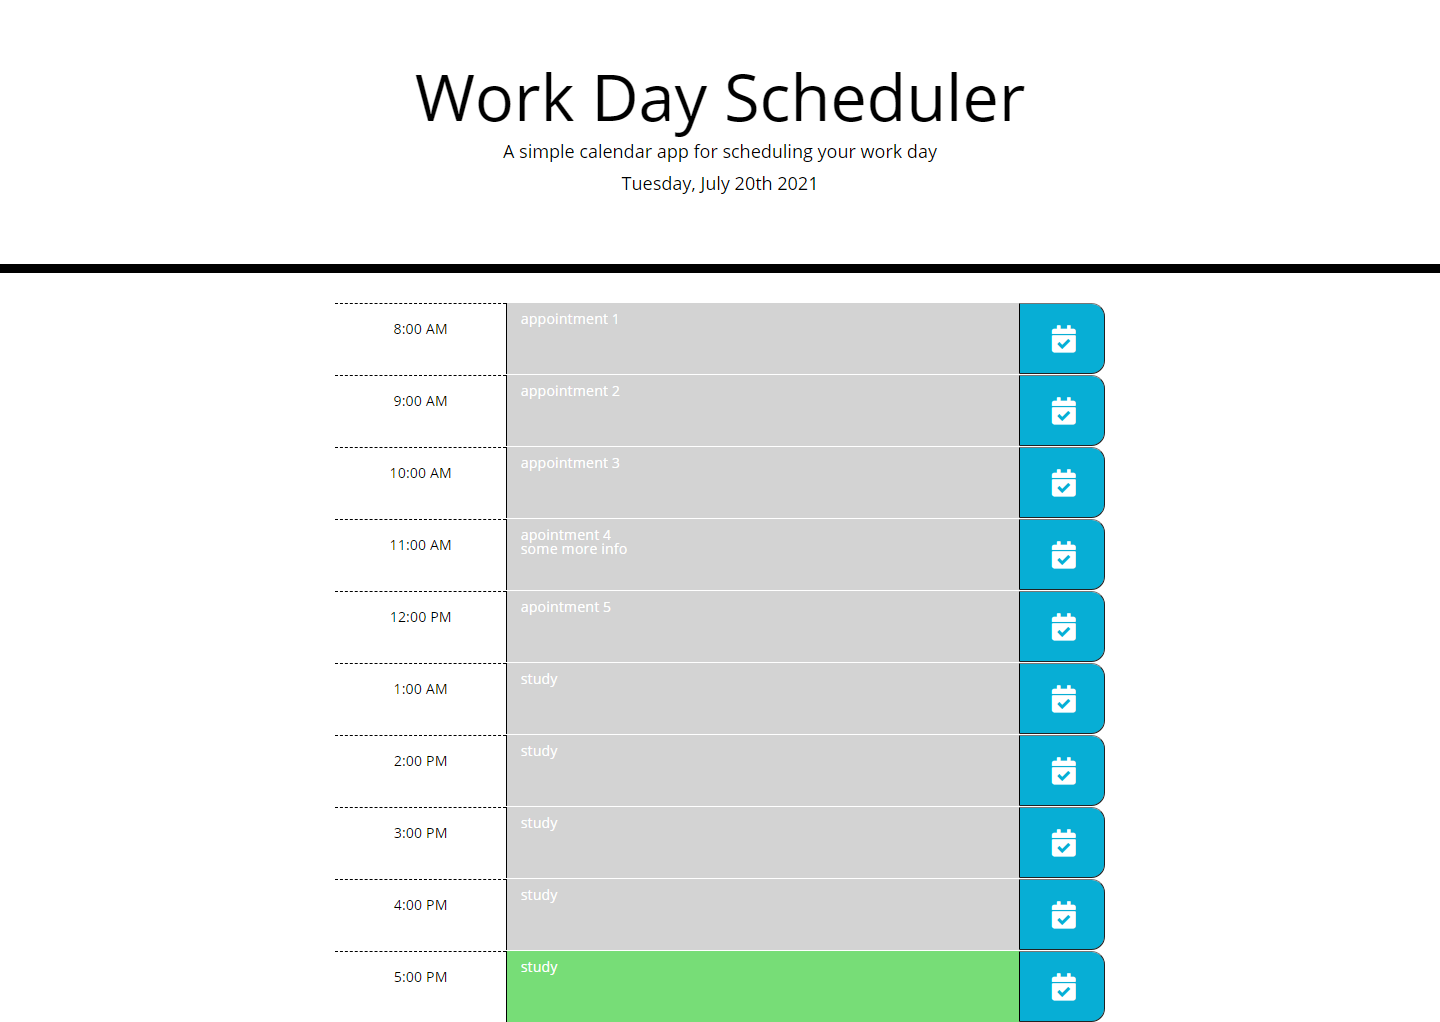 Work Day Scheduler
A simple calendar app for scheduling your work day
Tuesday, July 20th 2021
8:00 AM
appointment 1
9:00 AM
appointment 2
10:00 AM
appointment 3
11:00 AM
apointment 4
some more info
12:00 PM
apointment 5
1:00 AM
study
2:00 PM
study
3:00 PM
study
4:00 PM
study
5:00 PM
study